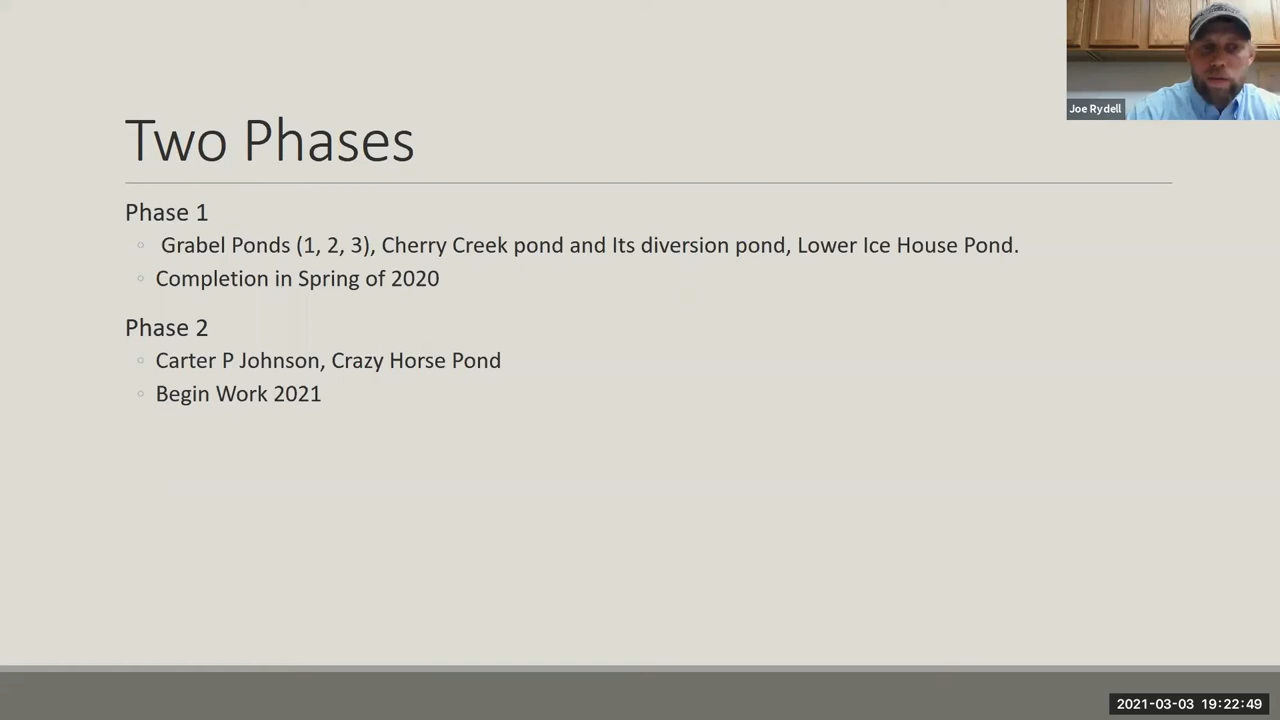 Joe Rydell
Two Phases
Phase 1
Grabel Ponds (1, 2, 3), Cherry Creek pond and Its diversion pond, Lower Ice House Pond.
Completion in Spring of 2020
Phase 2
Carter P Johnson, Crazy Horse Pond
Begin Work 2021
2021-03-03 19:22:49